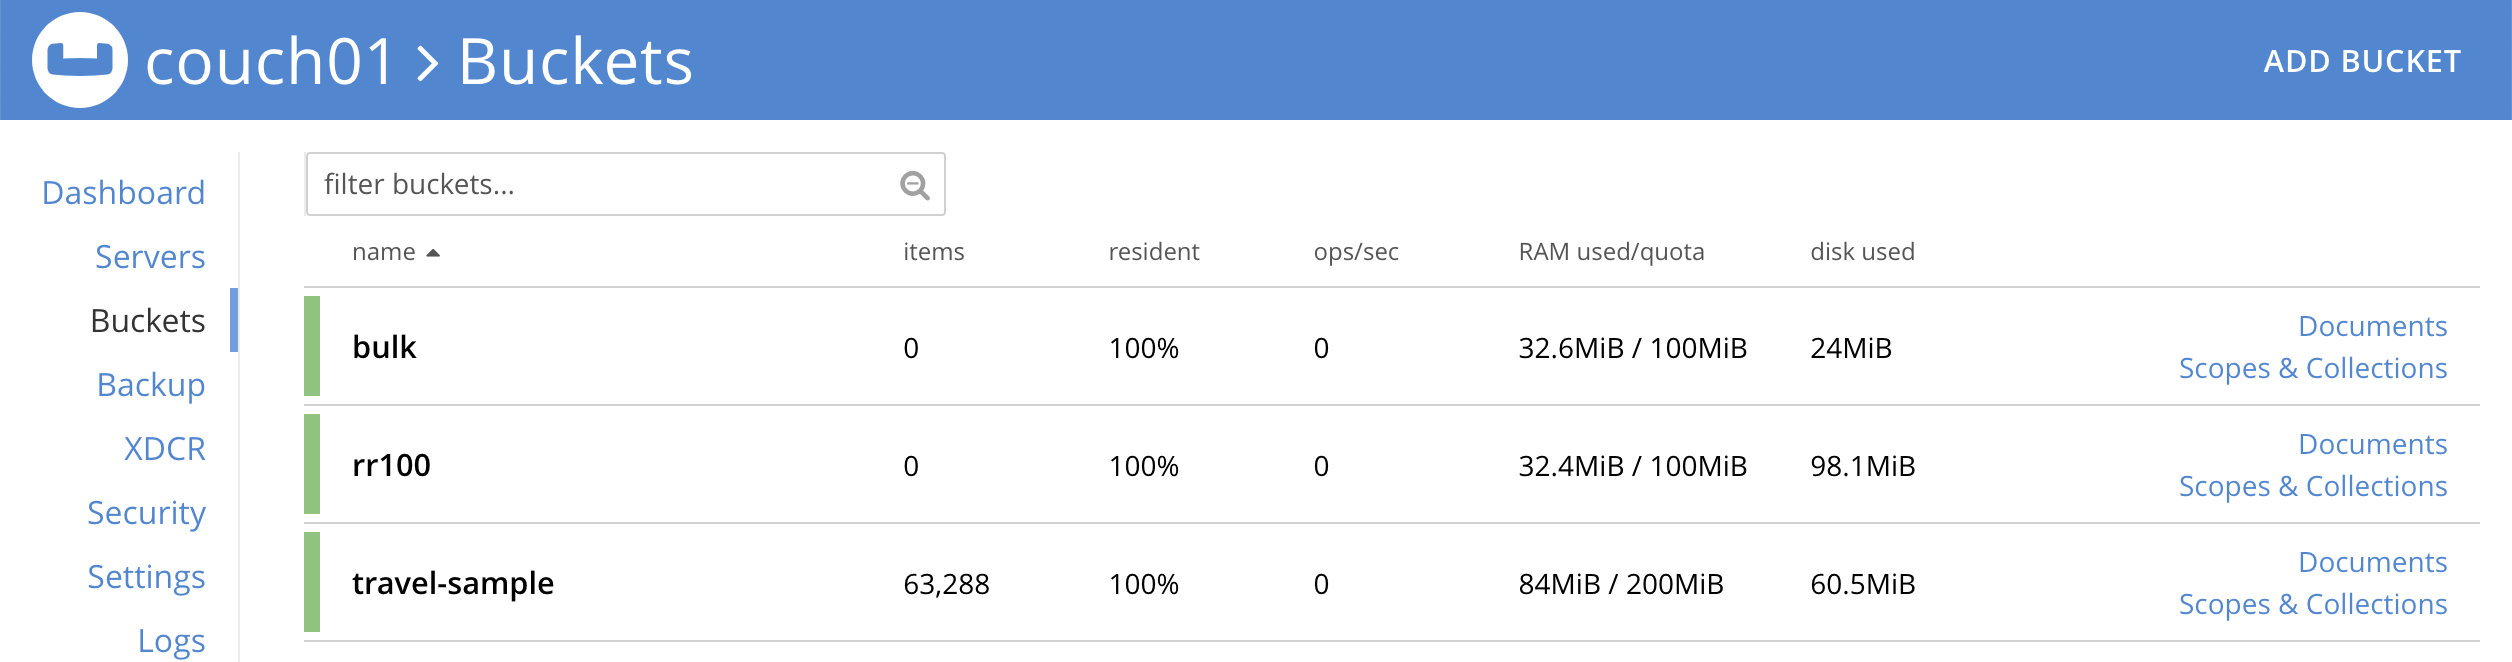 couch01 > Buckets
ADD BUCKET
Dashboard
Servers
Buckets
Backup
XDCR
Security
Settings
Logs
filter buckets...
name items resident ops/sec RAM used/quota disk used
bulk 0 100% 0 32.6MiB / 100MiB 24MiB
Documents
Scopes & Collections
rr100 0 100% 0 32.4MiB / 100MiB 98.1MiB
Documents
Scopes & Collections
travel-sample 63,288 100% 0 84MiB / 200MiB 60.5MiB
Documents
Scopes & Collections